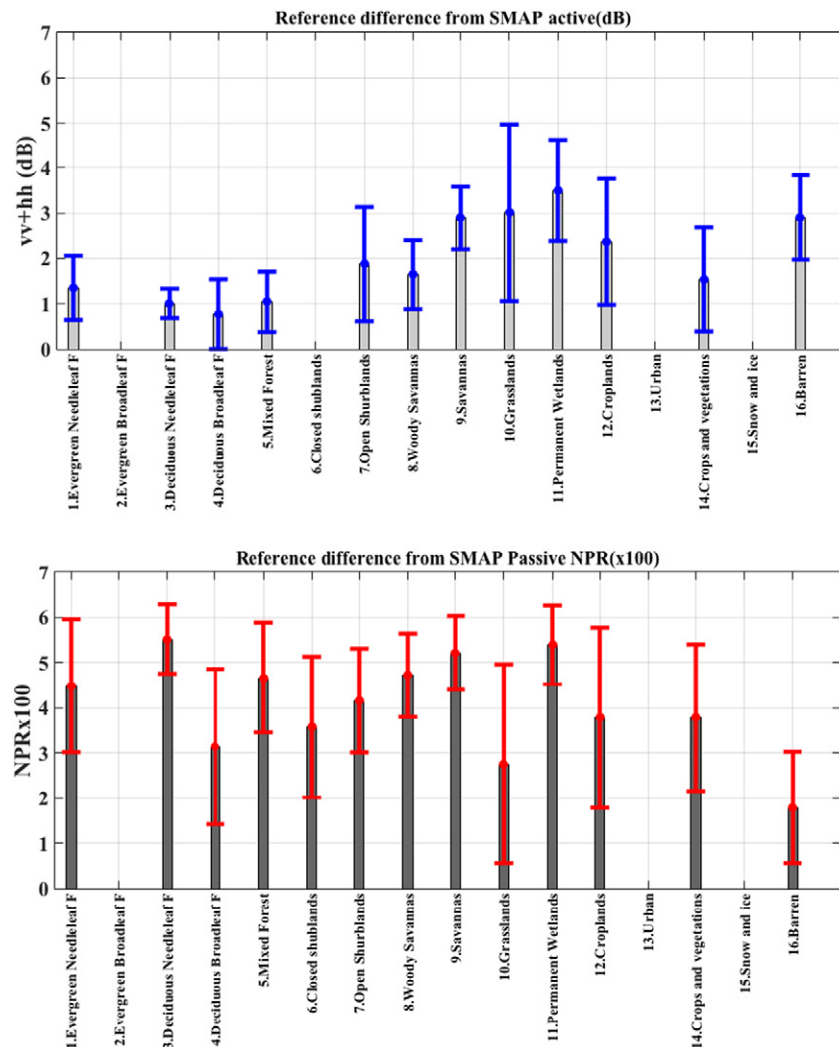 Reference difference from SMAP active(dB)
7
6
5
4
3
2
1
0
vv+hh (dB)
1.Evergreen Needleleaf F
2.Evergreen Broadleaf F
3.Deciduous Needleleaf F
4.Deciduous Broadleaf F
5.Mixed Forest
6.Closed shublands
7.Open Shurblands
8.Woody Savannas
9.Savannas
10.Grasslands
11.Permanent Wetlands
12.Croplands
13.Urban
14.Crops and vegetations
15.Snow and ice
16.Barren
Reference difference from SMAP Passive NPR(x100)
7
6
5
4
3
2
1
0
NPRx100
1.Evergreen Needleleaf F
2.Evergreen Broadleaf F
3.Deciduous Needleleaf F
4.Deciduous Broadleaf F
5.Mixed Forest
6.Closed shublands
7.Open Shurblands
8.Woody Savannas
9.Savannas
10.Grasslands
11.Permanent Wetlands
12.Croplands
13.Urban
14.Crops and vegetations
15.Snow and ice
16.Barren